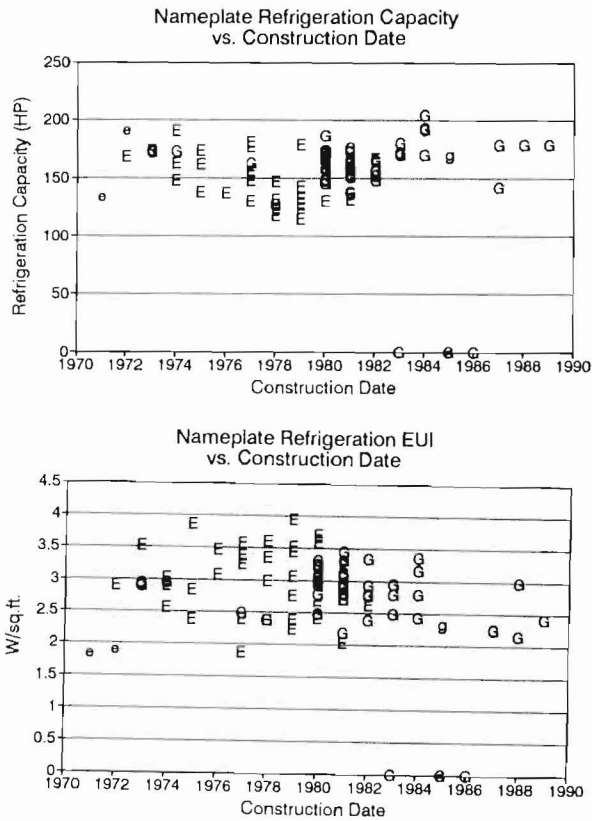 Nameplate Refrigeration Capacity
vs. Construction Date
250
200
150
100
50
0
Refrigeration Capacity (HP)
1970 1972 1974 1976 1978 1980 1982 1984 1986 1988 1990
Construction Date
Nameplate Refrigeration EUI
vs. Construction Date
4.5
4
3.5
3
2.5
2
1.5
1
0.5
0
W/sq.ft.
1970 1972 1974 1976 1978 1980 1982 1984 1986 1988 1990
Construction Date